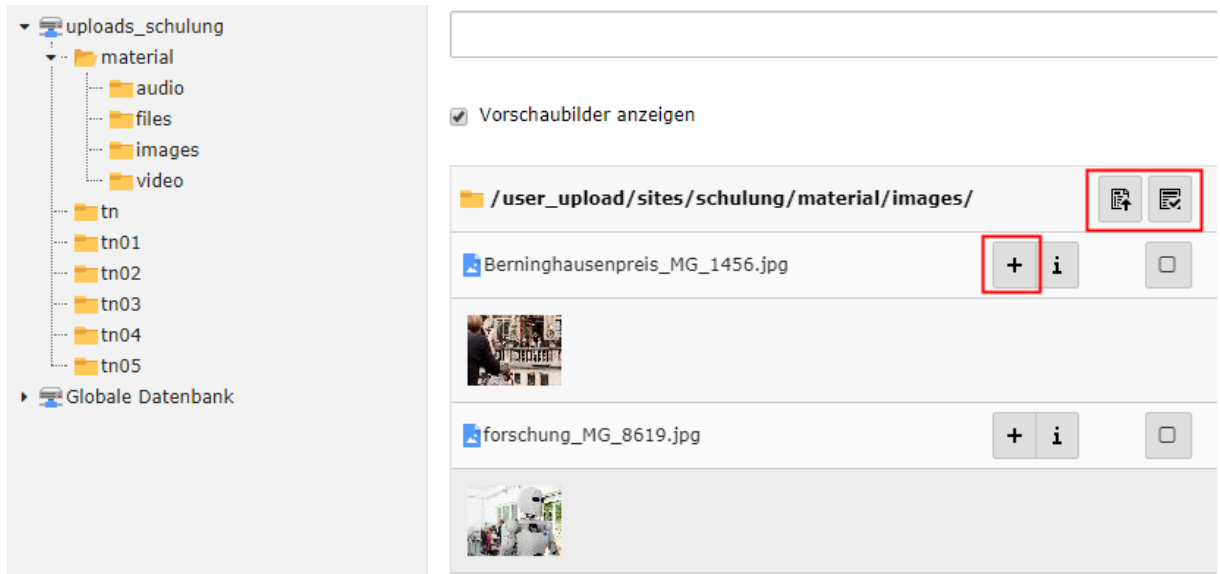 uploads_schulung
material
audio
files
images
video
tn
tn01
tn02
tn03
tn04
tn05
Globale Datenbank
Vorschaubilder anzeigen
/user_upload/sites/schulung/material/images/
Berninghausenpreis_MG_1456.jpg
+ i
forschung_MG_8619.jpg
+ i